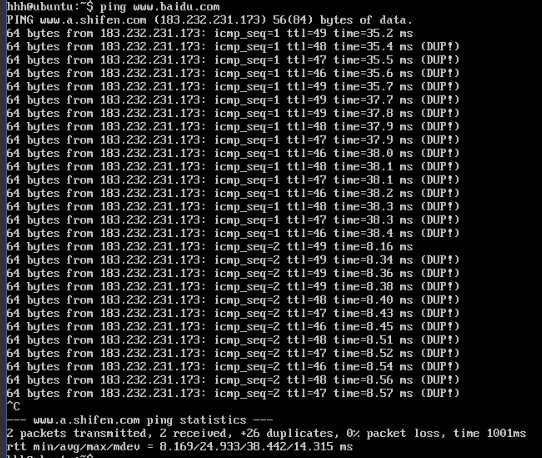 hhh@ubuntu:~$ ping www.baidu.com
PING www.a.shifen.com (183.232.231.173) 56(84) bytes of data.
64 bytes from 183.232.231.173: icmp_seq=1 ttl=49 time=35.2 ms
64 bytes from 183.232.231.173: icmp_seq=1 ttl=48 time=35.4 ms (DUP!)
64 bytes from 183.232.231.173: icmp_seq=1 ttl=47 time=35.5 ms (DUP!)
64 bytes from 183.232.231.173: icmp_seq=1 ttl=46 time=35.6 ms (DUP!)
64 bytes from 183.232.231.173: icmp_seq=1 ttl=49 time=35.7 ms (DUP!)
64 bytes from 183.232.231.173: icmp_seq=1 ttl=49 time=37.7 ms (DUP!)
64 bytes from 183.232.231.173: icmp_seq=1 ttl=49 time=37.8 ms (DUP!)
64 bytes from 183.232.231.173: icmp_seq=1 ttl=48 time=37.9 ms (DUP!)
64 bytes from 183.232.231.173: icmp_seq=1 ttl=47 time=37.9 ms (DUP!)
64 bytes from 183.232.231.173: icmp_seq=1 ttl=46 time=38.0 ms (DUP!)
64 bytes from 183.232.231.173: icmp_seq=1 ttl=48 time=38.1 ms (DUP!)
64 bytes from 183.232.231.173: icmp_seq=1 ttl=47 time=38.1 ms (DUP!)
64 bytes from 183.232.231.173: icmp_seq=1 ttl=46 time=38.2 ms (DUP!)
64 bytes from 183.232.231.173: icmp_seq=1 ttl=48 time=38.3 ms (DUP!)
64 bytes from 183.232.231.173: icmp_seq=1 ttl=47 time=38.3 ms (DUP!)
64 bytes from 183.232.231.173: icmp_seq=1 ttl=46 time=38.4 ms (DUP!)
64 bytes from 183.232.231.173: icmp_seq=2 ttl=49 time=8.16 ms
64 bytes from 183.232.231.173: icmp_seq=2 ttl=49 time=8.34 ms (DUP!)
64 bytes from 183.232.231.173: icmp_seq=2 ttl=49 time=8.36 ms (DUP!)
64 bytes from 183.232.231.173: icmp_seq=2 ttl=49 time=8.38 ms (DUP!)
64 bytes from 183.232.231.173: icmp_seq=2 ttl=48 time=8.40 ms (DUP!)
64 bytes from 183.232.231.173: icmp_seq=2 ttl=47 time=8.43 ms (DUP!)
64 bytes from 183.232.231.173: icmp_seq=2 ttl=46 time=8.45 ms (DUP!)
64 bytes from 183.232.231.173: icmp_seq=2 ttl=48 time=8.51 ms (DUP!)
64 bytes from 183.232.231.173: icmp_seq=2 ttl=47 time=8.52 ms (DUP!)
64 bytes from 183.232.231.173: icmp_seq=2 ttl=46 time=8.54 ms (DUP!)
64 bytes from 183.232.231.173: icmp_seq=2 ttl=48 time=8.56 ms (DUP!)
64 bytes from 183.232.231.173: icmp_seq=2 ttl=47 time=8.57 ms (DUP!)
^C
--- www.a.shifen.com ping statistics ---
2 packets transmitted, 2 received, +26 duplicates, 0% packet loss, time 1001ms
rtt min/avg/max/mdev = 8.169/24.933/38.442/14.315 ms